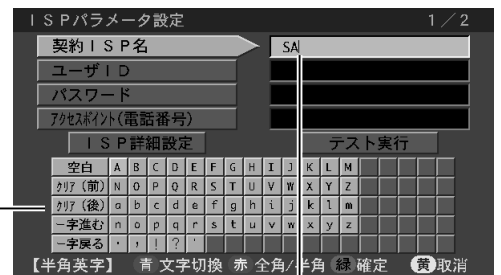 ISPパラメータ設定 1／2
契約ISP名 SA
ユーザID
パスワード
アクセスポイント(電話番号)
ISP詳細設定 テスト実行
空白 A B C D E F G H I J K L M
クリア（前） N O P Q R S T U V W X Y Z
クリア（後） a b c d e f g h i j k l m
一字進む n o p q r s t u v w x y z
一字戻る ・ , ! ? '
【半角英字】 青 文字切換 赤 全角/半角 緑 確定 黄 取消